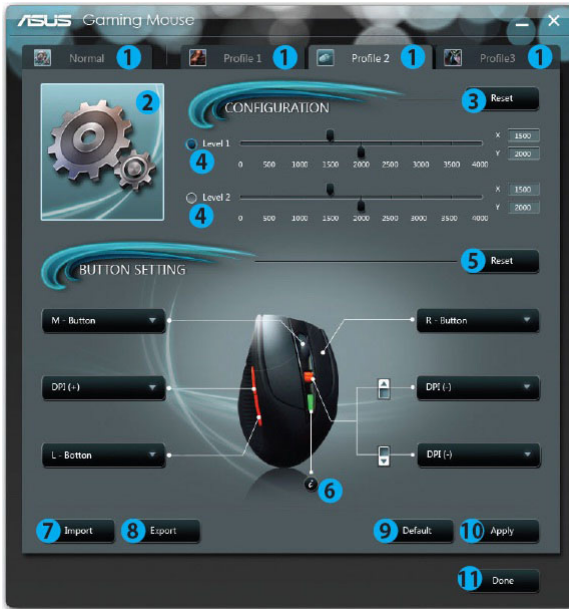 ASUS Gaming Mouse
Normal 1 Profile 1 1 Profile 2 1 Profile3 1
2
CONFIGURATION 3 Reset
Level 1 X 1500
4 Y 2000
0 500 1000 1500 2000 2500 3000 3500 4000
Level 2 X 1500
4 Y 2000
0 500 1000 1500 2000 2500 3000 3500 4000
BUTTON SETTING 5 Reset
M - Button R - Button
DPI (+) DPI (-)
L - Botton DPI (-)
i 6
7 Import 8 Export 9 Default 10 Apply
11 Done